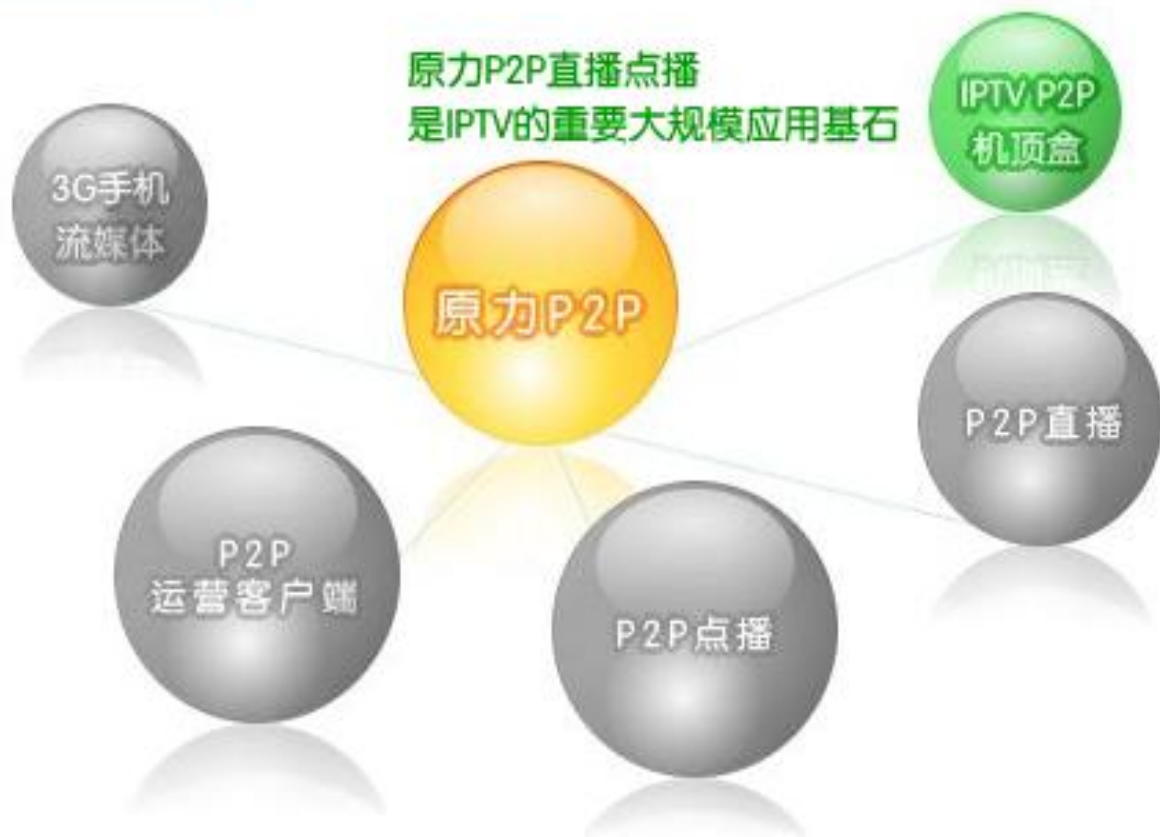 原力P2P直播点播
是IPTV的重要大规模应用基石
IPTV P2P
机顶盒
3G手机
流媒体
原力P2P
P2P直播
P2P
运营客户端
P2P点播